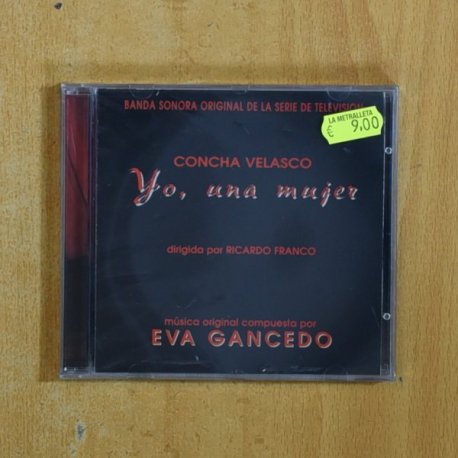 BANDA SONORA ORIGINAL DE LA SERIE DE TELEVISION
LA METRALLETA
€ 9,00
CONCHA VELASCO
Yo, una mujer
dirigida por RICARDO FRANCO
música original compuesta por
EVA GANCEDO